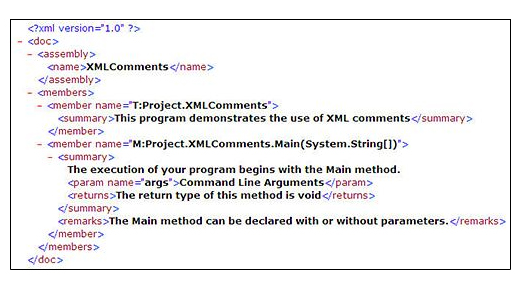 <?xml version="1.0" ?>
- <doc>
- <assembly>
<name>XMLComments</name>
</assembly>
- <members>
- <member name="T:Project.XMLComments">
<summary>This program demonstrates the use of XML comments</summary>
</member>
- <member name="M:Project.XMLComments.Main(System.String[])">
- <summary>
The execution of your program begins with the Main method.
<param name="args">Command Line Arguments</param>
<returns>The return type of this method is void</returns>
</summary>
<remarks>The Main method can be declared with or without parameters.</remarks>
</member>
</members>
</doc>